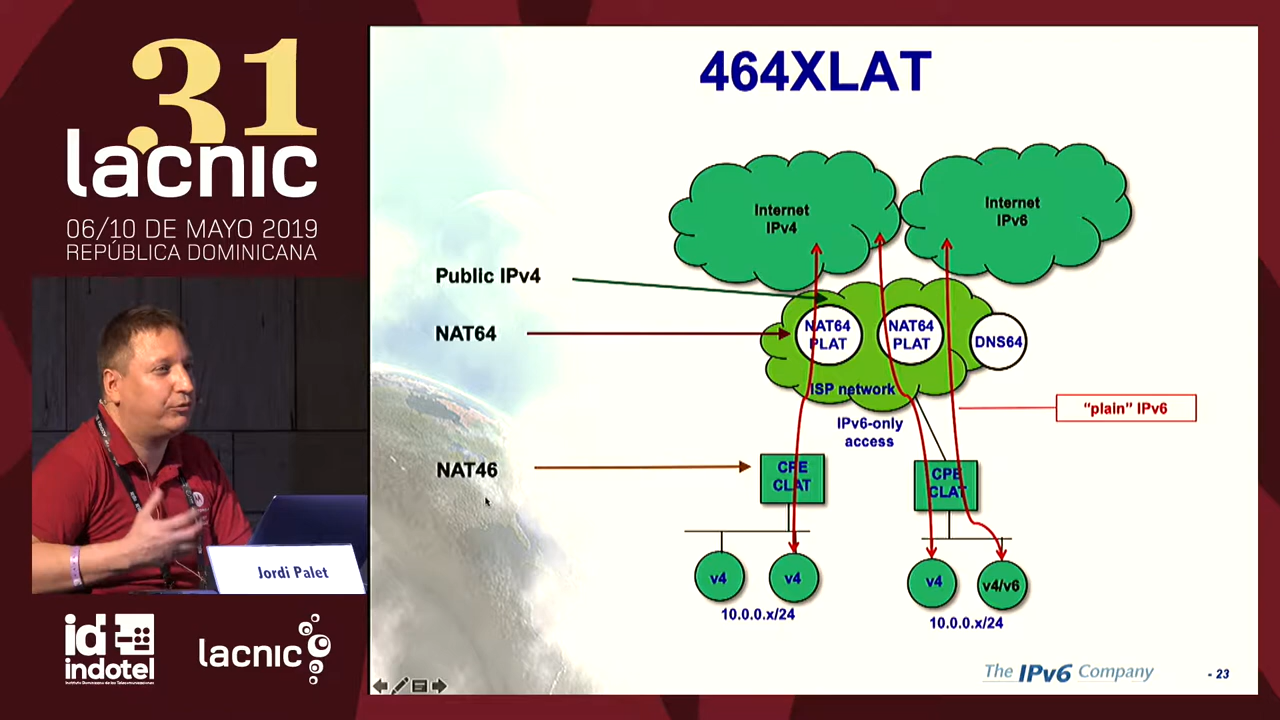 31
lacnic
06/10 DE MAYO 2019
REPÚBLICA DOMINICANA
Jordi Palet
id
indotel
lacnic
464XLAT
Internet
IPv4
Internet
IPv6
Public IPv4
NAT64
NAT64
PLAT
NAT64
PLAT
DNS64
ISP network
IPv6-only
access
"plain" IPv6
NAT46
CPE
CLAT
CPE
CLAT
v4
v4
v4
v4/v6
10.0.0.x/24
10.0.0.x/24
The IPv6 Company
- 23